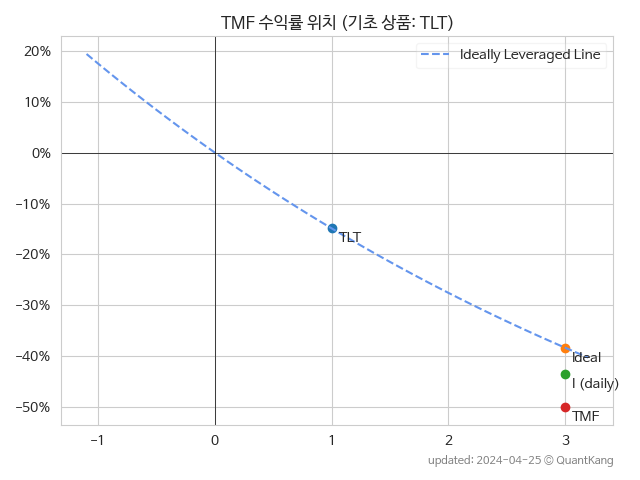 TMF 수익률 위치 (기초 상품: TLT)
Ideally Leveraged Line
20%
10%
0%
−10%
−20%
−30%
−40%
−50%
TLT
Ideal
I (daily)
TMF
−1
0
1
2
3
updated: 2024-04-25 © QuantKang